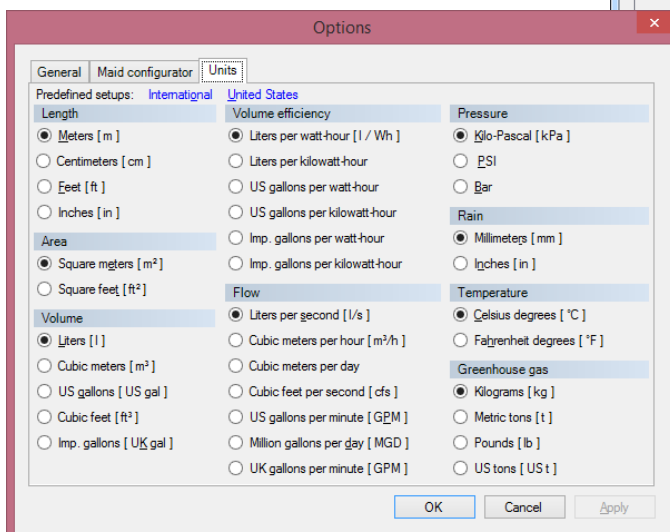 Options
General
Maid configurator
Units
Predefined setups: International United States
Length
Meters [ m ]
Centimeters [ cm ]
Feet [ ft ]
Inches [ in ]
Area
Square meters [ m² ]
Square feet [ ft² ]
Volume
Liters [ l ]
Cubic meters [ m³ ]
US gallons [ US gal ]
Cubic feet [ ft³ ]
Imp. gallons [ UK gal ]
Volume efficiency
Liters per watt-hour [ l / Wh ]
Liters per kilowatt-hour
US gallons per watt-hour
US gallons per kilowatt-hour
Imp. gallons per watt-hour
Imp. gallons per kilowatt-hour
Flow
Liters per second [ l/s ]
Cubic meters per hour [ m³/h ]
Cubic meters per day
Cubic feet per second [ cfs ]
US gallons per minute [ GPM ]
Million gallons per day [ MGD ]
UK gallons per minute [ GPM ]
Pressure
Kilo-Pascal [ kPa ]
PSI
Bar
Rain
Millimeters [ mm ]
Inches [ in ]
Temperature
Celsius degrees [ °C ]
Fahrenheit degrees [ °F ]
Greenhouse gas
Kilograms [ kg ]
Metric tons [ t ]
Pounds [ lb ]
US tons [ US t ]
OK
Cancel
Apply